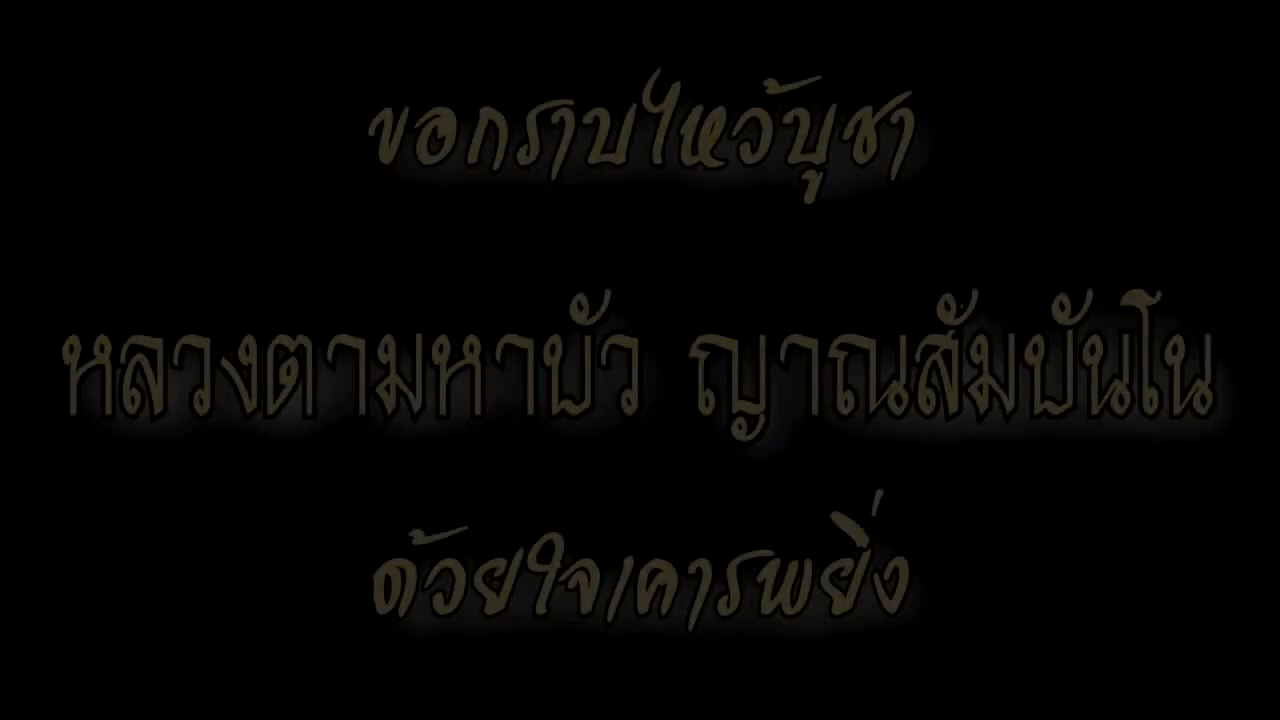 ขอกราบไหว้บูชา
หลวงตามหาบัว ญาณสัมบันโน
ด้วยใจเคารพยิ่ง